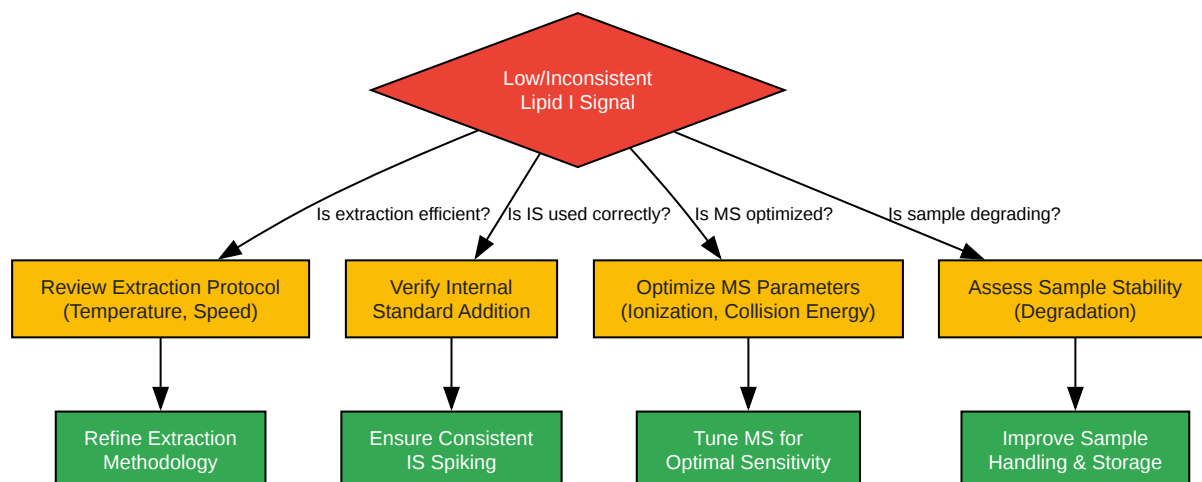 Low/Inconsistent
Lipid I Signal
Is extraction efficient?
Is IS used correctly?
Is MS optimized?
Is sample degrading?
Review Extraction Protocol
(Temperature, Speed)
Verify Internal
Standard Addition
Optimize MS Parameters
(Ionization, Collision Energy)
Assess Sample Stability
(Degradation)
Refine Extraction
Methodology
Ensure Consistent
IS Spiking
Tune MS for
Optimal Sensitivity
Improve Sample
Handling & Storage